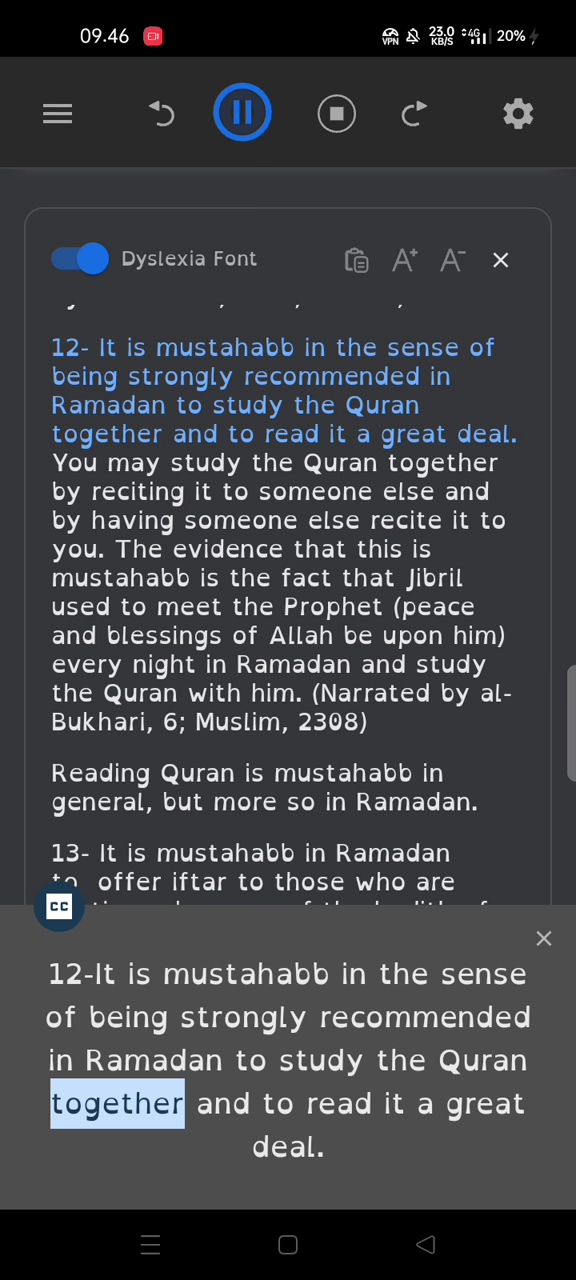 09.46
VPN
23.0
KB/S
4G
20%
Dyslexia Font
A+
A-
12- It is mustahabb in the sense of
being strongly recommended in
Ramadan to study the Quran
together and to read it a great deal.
You may study the Quran together
by reciting it to someone else and
by having someone else recite it to
you. The evidence that this is
mustahabb is the fact that Jibril
used to meet the Prophet (peace
and blessings of Allah be upon him)
every night in Ramadan and study
the Quran with him. (Narrated by al-
Bukhari, 6; Muslim, 2308)
Reading Quran is mustahabb in
general, but more so in Ramadan.
13- It is mustahabb in Ramadan
to offer iftar to those who are
CC
12-It is mustahabb in the sense
of being strongly recommended
in Ramadan to study the Quran
together and to read it a great
deal.